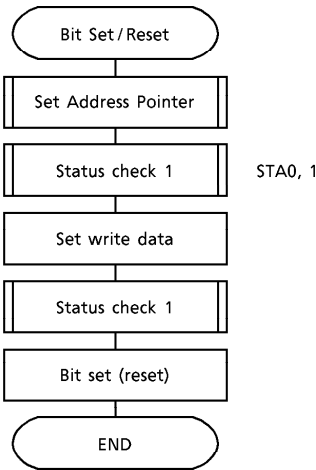 Bit Set / Reset
Set Address Pointer
Status check 1 STA0, 1
Set write data
Status check 1
Bit set (reset)
END